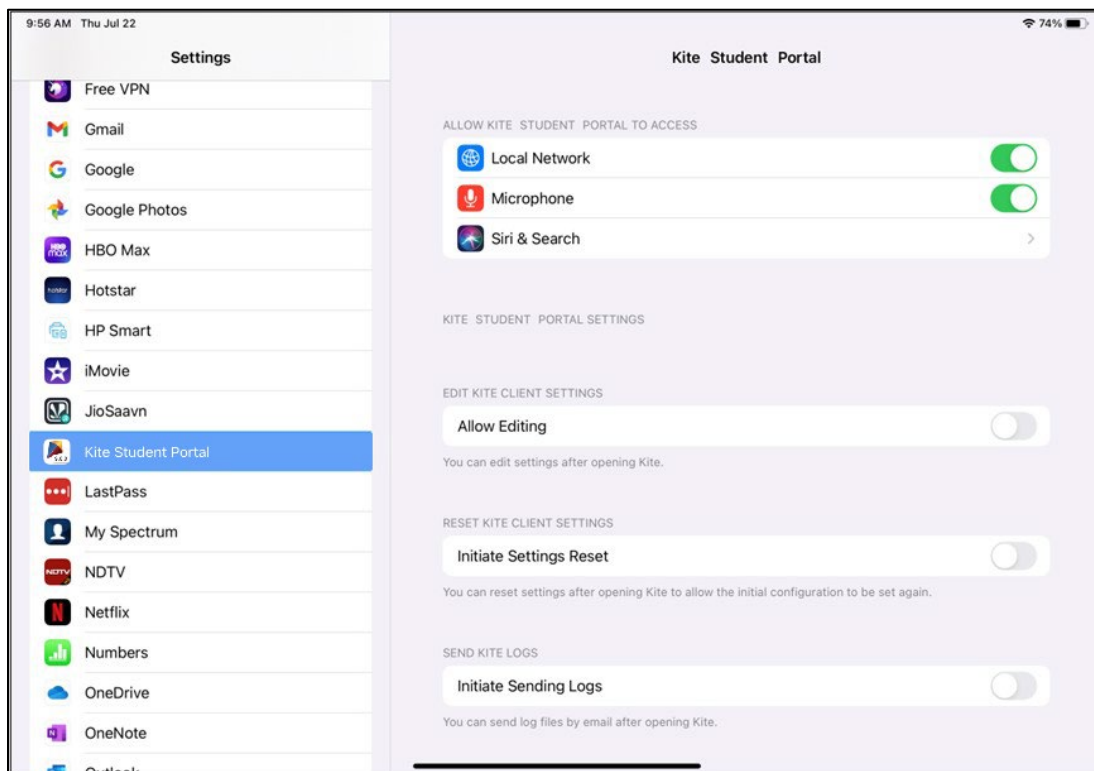 9:56 AM Thu Jul 22
74%
Settings
Free VPN
Gmail
Google
Google Photos
HBO Max
Hotstar
HP Smart
iMovie
JioSaavn
Kite Student Portal
LastPass
My Spectrum
NDTV
Netflix
Numbers
OneDrive
OneNote
Outlook
Kite Student Portal
ALLOW KITE STUDENT PORTAL TO ACCESS
Local Network
Microphone
Siri & Search
KITE STUDENT PORTAL SETTINGS
EDIT KITE CLIENT SETTINGS
Allow Editing
You can edit settings after opening Kite.
RESET KITE CLIENT SETTINGS
Initiate Settings Reset
You can reset settings after opening Kite to allow the initial configuration to be set again.
SEND KITE LOGS
Initiate Sending Logs
You can send log files by email after opening Kite.